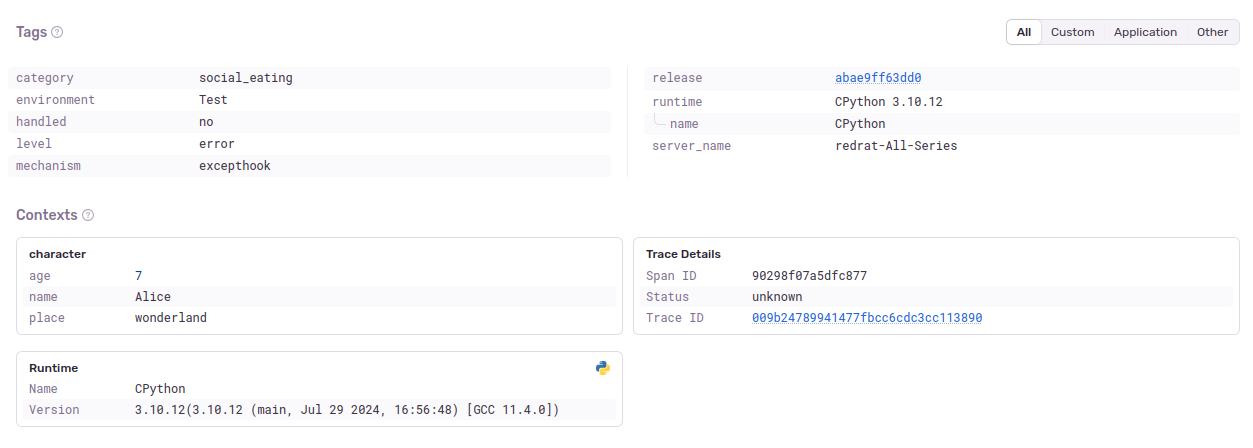 Tags
All Custom Application Other
category social_eating
environment Test
handled no
level error
mechanism excepthook
release abae9ff63dd0
runtime CPython 3.10.12
name CPython
server_name redrat-All-Series
Contexts
character
age 7
name Alice
place wonderland
Trace Details
Span ID 90298f07a5dfc877
Status unknown
Trace ID 009b24789941477fbcc6cdc3cc113890
Runtime
Name CPython
Version 3.10.12(3.10.12 (main, Jul 29 2024, 16:56:48) [GCC 11.4.0])